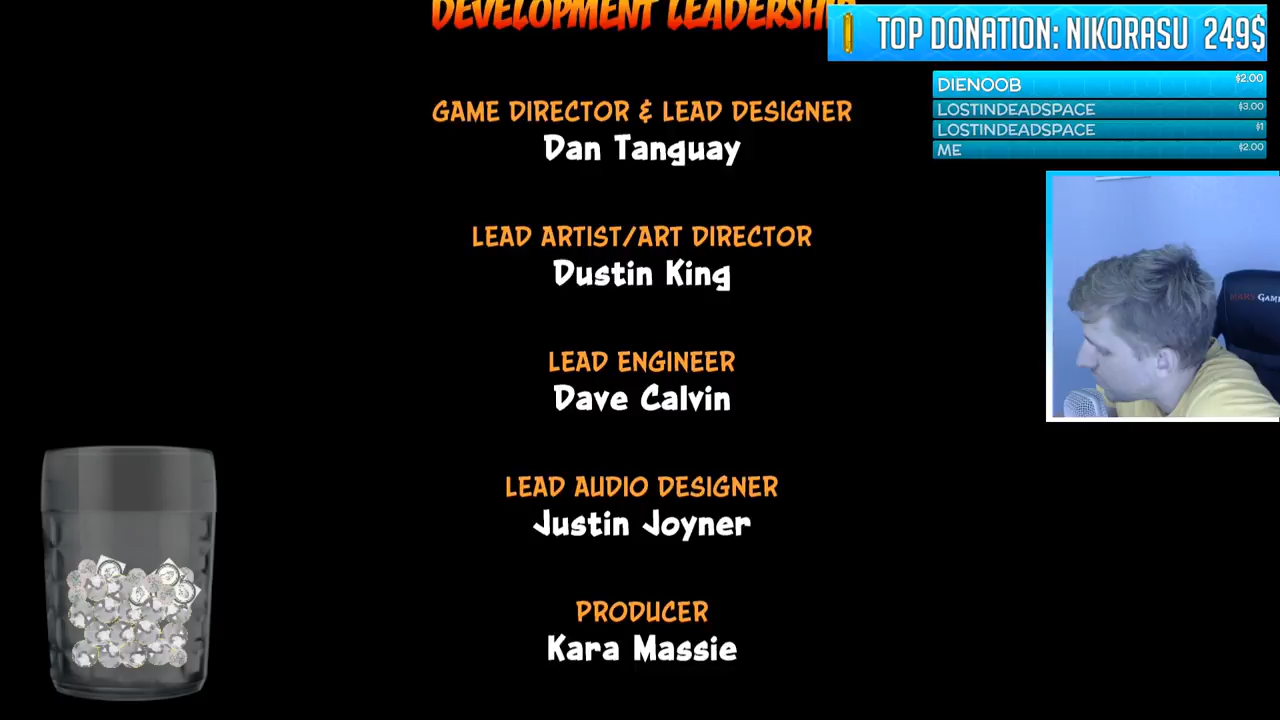 DEVELOPMENT LEADERSHIP
TOP DONATION: NIKORASU 249$
DIENOOB $2.00
LOSTINDEADSPACE $3.00
LOSTINDEADSPACE $1
ME $2.00
GAME DIRECTOR & LEAD DESIGNER
Dan Tanguay
LEAD ARTIST/ART DIRECTOR
Dustin King
LEAD ENGINEER
Dave Calvin
LEAD AUDIO DESIGNER
Justin Joyner
PRODUCER
Kara Massie